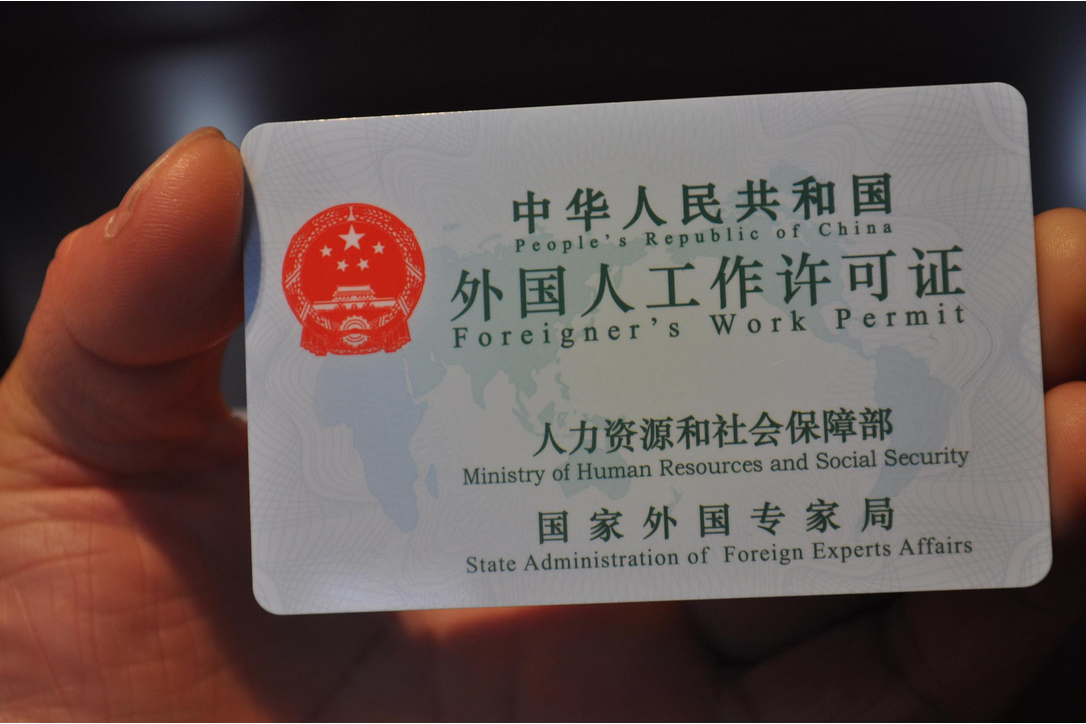 中华人民共和国
People's Republic of China
外国人工作许可证
Foreigner's Work Permit
人力资源和社会保障部
Ministry of Human Resources and Social Security
国家外国专家局
State Administration of Foreign Experts Affairs